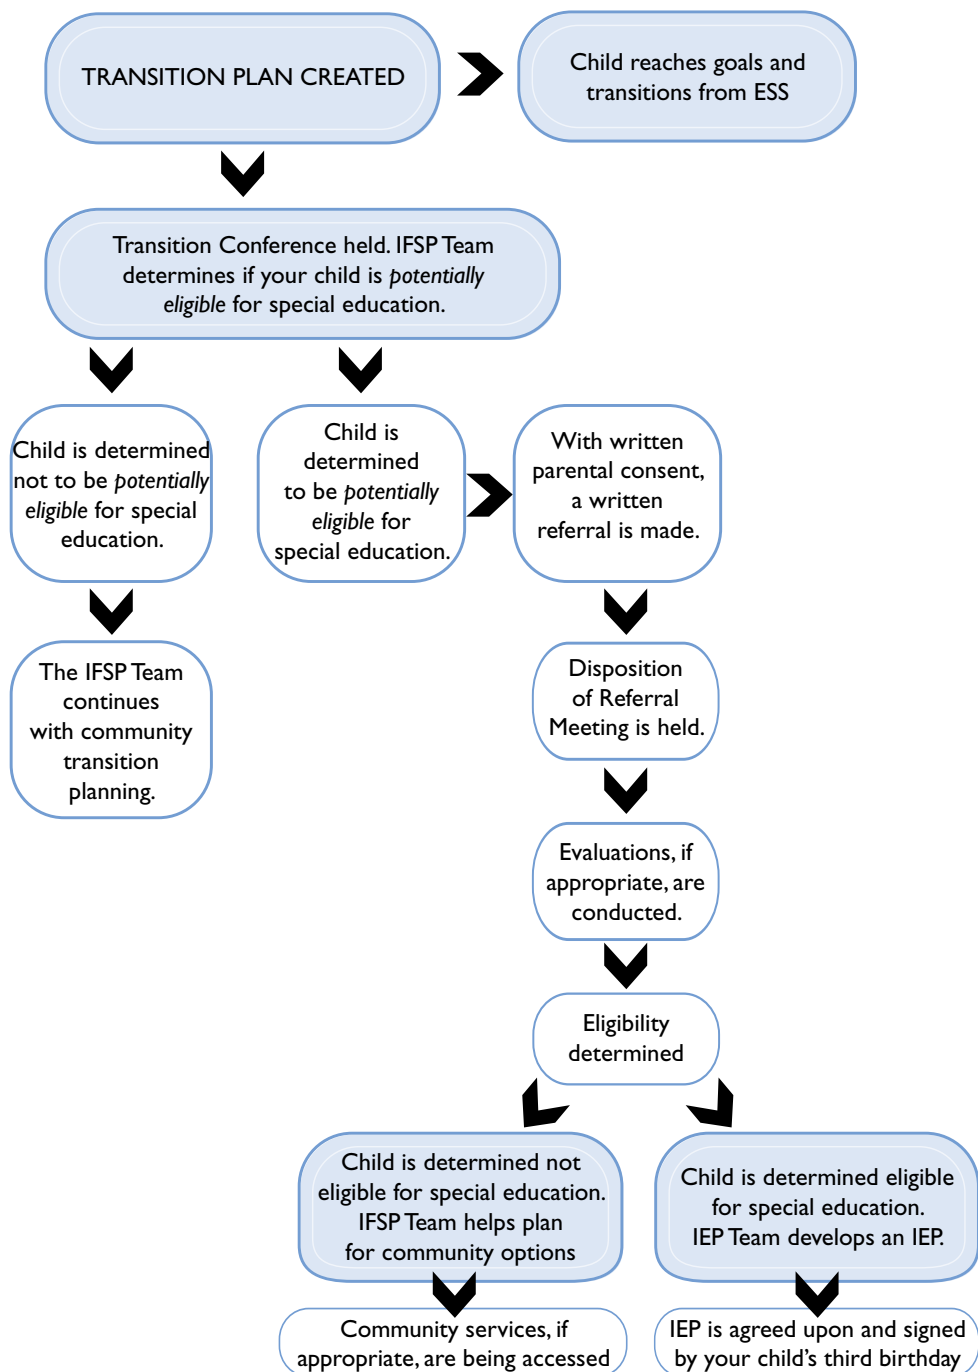 TRANSITION PLAN CREATED
Child reaches goals and
transitions from ESS
Transition Conference held. IFSP Team
determines if your child is potentially
eligible for special education.
Child is determined
not to be potentially
eligible for special
education.
Child is
determined
to be potentially
eligible for
special education.
With written
parental consent,
a written
referral is made.
The IFSP Team
continues
with community
transition
planning.
Disposition
of Referral
Meeting is held.
Evaluations, if
appropriate, are
conducted.
Eligibility
determined
Child is determined not
eligible for special education.
IFSP Team helps plan
for community options
Child is determined eligible
for special education.
IEP Team develops an IEP.
Community services, if
appropriate, are being accessed
IEP is agreed upon and signed
by your child's third birthday